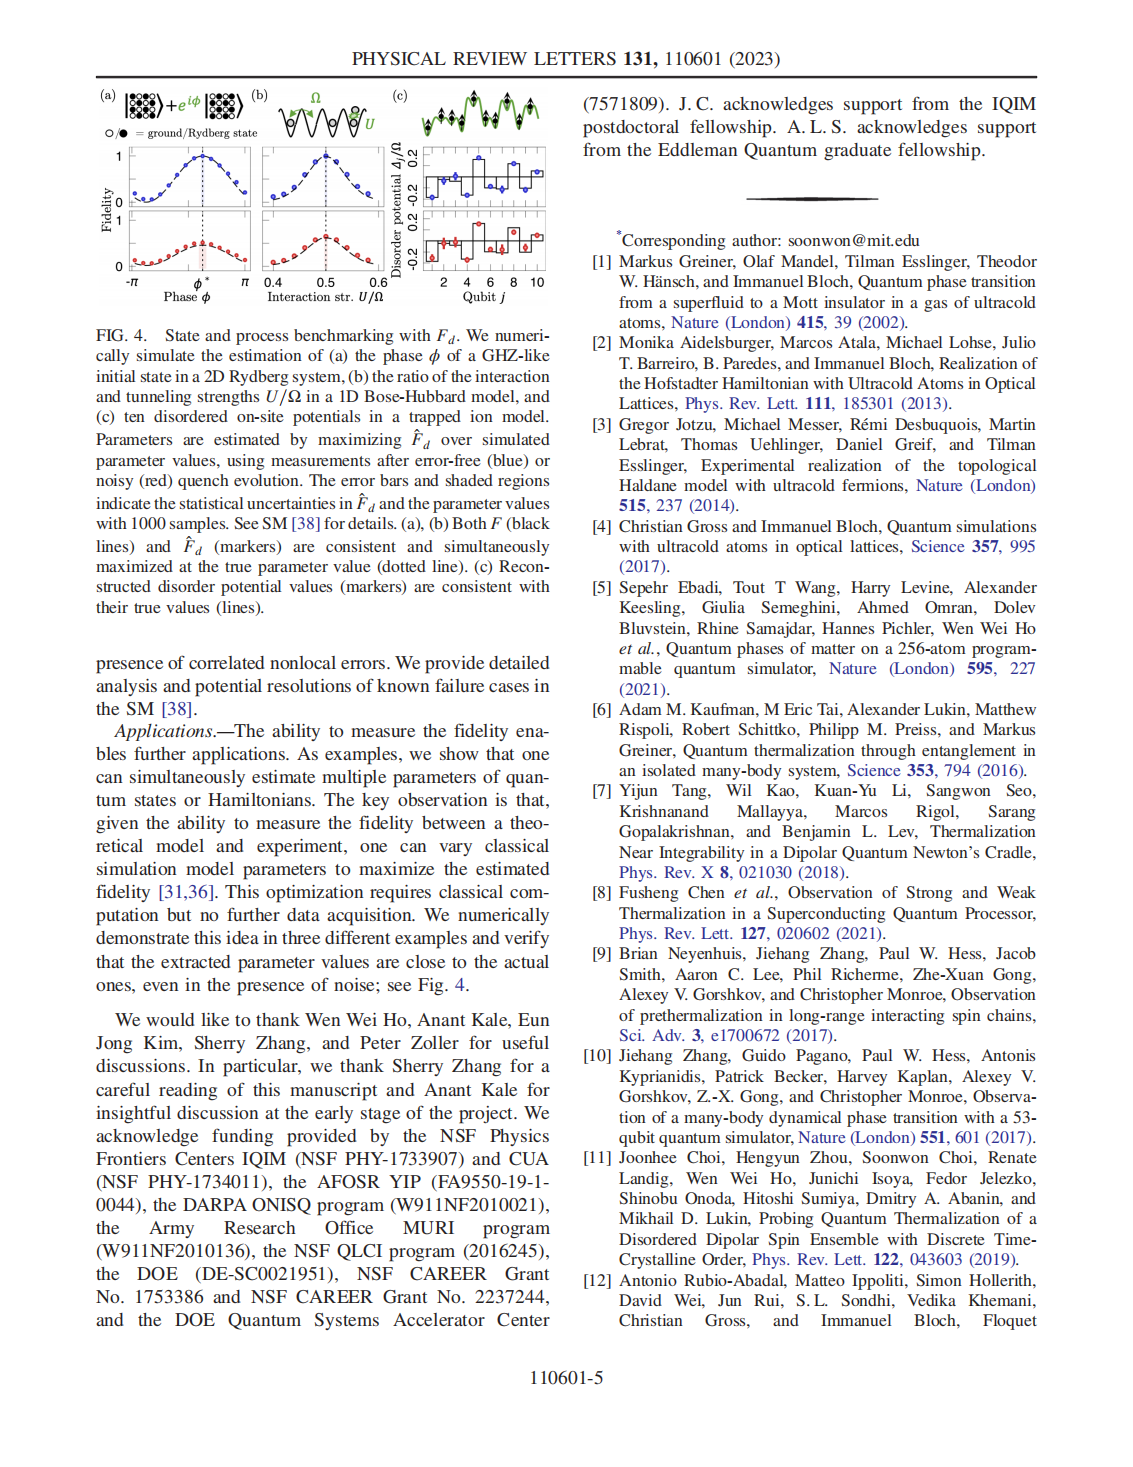 PHYSICAL REVIEW LETTERS 131, 110601 (2023)
(a)
+e^{iϕ}
(b)
Ω
U
(c)
○/● = ground/Rydberg state
Fidelity
1
0
1
0
-π
ϕ*
π
Phase ϕ
0.4
0.5
0.6
Interaction str. U/Ω
Disorder potential Δj/Ω
0.2
-0.2
0.2
-0.2
2 4 6 8 10
Qubit j
FIG. 4. State and process benchmarking with F_d. We numeri-
cally simulate the estimation of (a) the phase ϕ of a GHZ-like
initial state in a 2D Rydberg system, (b) the ratio of the interaction
and tunneling strengths U/Ω in a 1D Bose-Hubbard model, and
(c) ten disordered on-site potentials in a trapped ion model.
Parameters are estimated by maximizing F̂_d over simulated
parameter values, using measurements after error-free (blue) or
noisy (red) quench evolution. The error bars and shaded regions
indicate the statistical uncertainties in F̂_d and the parameter values
with 1000 samples. See SM [38] for details. (a), (b) Both F (black
lines) and F̂_d (markers) are consistent and simultaneously
maximized at the true parameter value (dotted line). (c) Recon-
structed disorder potential values (markers) are consistent with
their true values (lines).
presence of correlated nonlocal errors. We provide detailed
analysis and potential resolutions of known failure cases in
the SM [38].
Applications.—The ability to measure the fidelity ena-
bles further applications. As examples, we show that one
can simultaneously estimate multiple parameters of quan-
tum states or Hamiltonians. The key observation is that,
given the ability to measure the fidelity between a theo-
retical model and experiment, one can vary classical
simulation model parameters to maximize the estimated
fidelity [31,36]. This optimization requires classical com-
putation but no further data acquisition. We numerically
demonstrate this idea in three different examples and verify
that the extracted parameter values are close to the actual
ones, even in the presence of noise; see Fig. 4.
We would like to thank Wen Wei Ho, Anant Kale, Eun
Jong Kim, Sherry Zhang, and Peter Zoller for useful
discussions. In particular, we thank Sherry Zhang for a
careful reading of this manuscript and Anant Kale for
insightful discussion at the early stage of the project. We
acknowledge funding provided by the NSF Physics
Frontiers Centers IQIM (NSF PHY-1733907) and CUA
(NSF PHY-1734011), the AFOSR YIP (FA9550-19-1-
0044), the DARPA ONISQ program (W911NF2010021),
the Army Research Office MURI program
(W911NF2010136), the NSF QLCI program (2016245),
the DOE (DE-SC0021951), NSF CAREER Grant
No. 1753386 and NSF CAREER Grant No. 2237244,
and the DOE Quantum Systems Accelerator Center
(7571809). J. C. acknowledges support from the IQIM
postdoctoral fellowship. A. L. S. acknowledges support
from the Eddleman Quantum graduate fellowship.
*Corresponding author: soonwon@mit.edu
[1] Markus Greiner, Olaf Mandel, Tilman Esslinger, Theodor
W. Hänsch, and Immanuel Bloch, Quantum phase transition
from a superfluid to a Mott insulator in a gas of ultracold
atoms, Nature (London) 415, 39 (2002).
[2] Monika Aidelsburger, Marcos Atala, Michael Lohse, Julio
T. Barreiro, B. Paredes, and Immanuel Bloch, Realization of
the Hofstadter Hamiltonian with Ultracold Atoms in Optical
Lattices, Phys. Rev. Lett. 111, 185301 (2013).
[3] Gregor Jotzu, Michael Messer, Rémi Desbuquois, Martin
Lebrat, Thomas Uehlinger, Daniel Greif, and Tilman
Esslinger, Experimental realization of the topological
Haldane model with ultracold fermions, Nature (London)
515, 237 (2014).
[4] Christian Gross and Immanuel Bloch, Quantum simulations
with ultracold atoms in optical lattices, Science 357, 995
(2017).
[5] Sepehr Ebadi, Tout T Wang, Harry Levine, Alexander
Keesling, Giulia Semeghini, Ahmed Omran, Dolev
Bluvstein, Rhine Samajdar, Hannes Pichler, Wen Wei Ho
et al., Quantum phases of matter on a 256-atom program-
mable quantum simulator, Nature (London) 595, 227
(2021).
[6] Adam M. Kaufman, M Eric Tai, Alexander Lukin, Matthew
Rispoli, Robert Schittko, Philipp M. Preiss, and Markus
Greiner, Quantum thermalization through entanglement in
an isolated many-body system, Science 353, 794 (2016).
[7] Yijun Tang, Wil Kao, Kuan-Yu Li, Sangwon Seo,
Krishnanand Mallayya, Marcos Rigol, Sarang
Gopalakrishnan, and Benjamin L. Lev, Thermalization
Near Integrability in a Dipolar Quantum Newton's Cradle,
Phys. Rev. X 8, 021030 (2018).
[8] Fusheng Chen et al., Observation of Strong and Weak
Thermalization in a Superconducting Quantum Processor,
Phys. Rev. Lett. 127, 020602 (2021).
[9] Brian Neyenhuis, Jiehang Zhang, Paul W. Hess, Jacob
Smith, Aaron C. Lee, Phil Richerme, Zhe-Xuan Gong,
Alexey V. Gorshkov, and Christopher Monroe, Observation
of prethermalization in long-range interacting spin chains,
Sci. Adv. 3, e1700672 (2017).
[10] Jiehang Zhang, Guido Pagano, Paul W. Hess, Antonis
Kyprianidis, Patrick Becker, Harvey Kaplan, Alexey V.
Gorshkov, Z.-X. Gong, and Christopher Monroe, Observa-
tion of a many-body dynamical phase transition with a 53-
qubit quantum simulator, Nature (London) 551, 601 (2017).
[11] Joonhee Choi, Hengyun Zhou, Soonwon Choi, Renate
Landig, Wen Wei Ho, Junichi Isoya, Fedor Jelezko,
Shinobu Onoda, Hitoshi Sumiya, Dmitry A. Abanin, and
Mikhail D. Lukin, Probing Quantum Thermalization of a
Disordered Dipolar Spin Ensemble with Discrete Time-
Crystalline Order, Phys. Rev. Lett. 122, 043603 (2019).
[12] Antonio Rubio-Abadal, Matteo Ippoliti, Simon Hollerith,
David Wei, Jun Rui, S. L. Sondhi, Vedika Khemani,
Christian Gross, and Immanuel Bloch, Floquet
110601-5